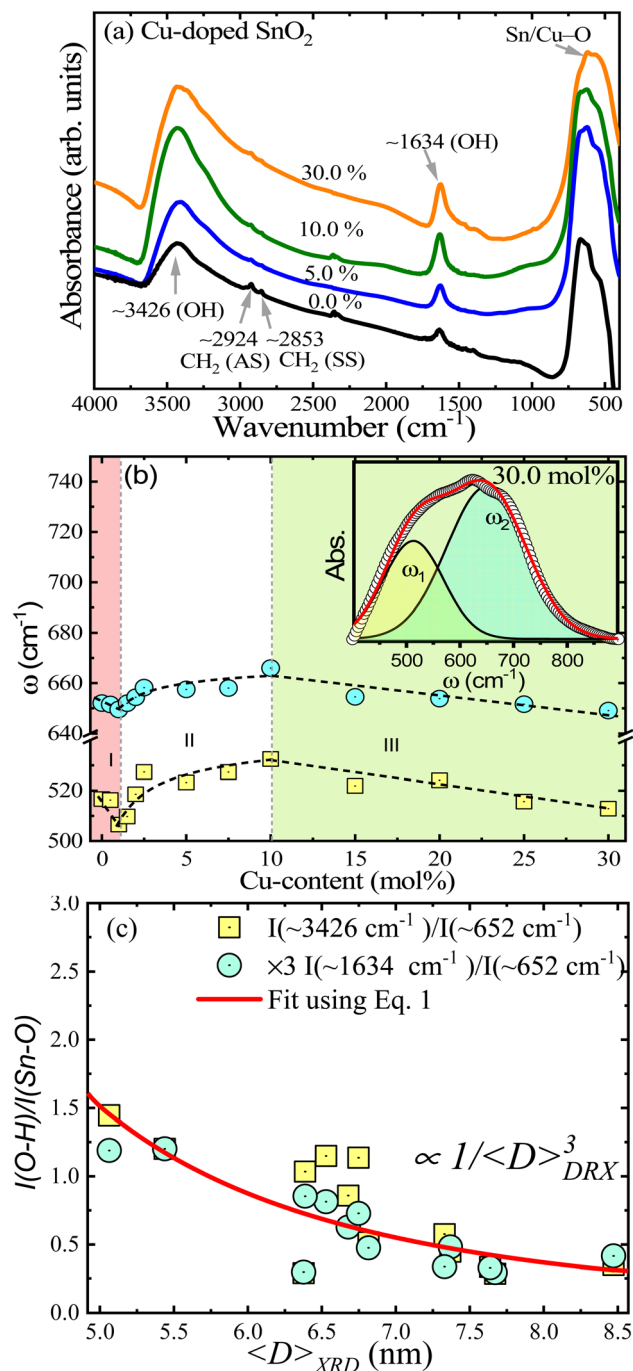 (a) Cu-doped SnO2
Sn/Cu–O
Absorbance (arb. units)
~1634 (OH)
30.0 %
10.0 %
5.0 %
0.0 %
~3426 (OH)
~2924
CH2 (AS)
~2853
CH2 (SS)
4000 3500 3000 2500 2000 1500 1000 500
Wavenumber (cm-1)
(b)
740
720
700
680
660
640
520
500
ω (cm-1)
30.0 mol%
Abs.
ω1
ω2
500 600 700 800
ω (cm-1)
I
II
III
0 5 10 15 20 25 30
Cu-content (mol%)
(c)
3.0
2.5
2.0
1.5
1.0
0.5
0.0
I(O-H)/I(Sn-O)
I(~3426 cm-1 )/I(~652 cm-1)
×3 I(~1634 cm-1)/I(~652 cm-1)
Fit using Eq. 1
∝ 1/<D>3DRX
5.0 5.5 6.0 6.5 7.0 7.5 8.0 8.5
<D>XRD (nm)